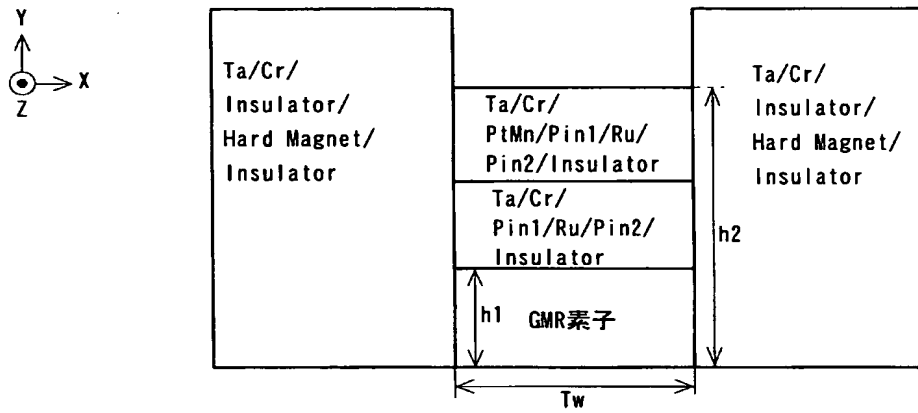 Y
X
Z
Ta/Cr/
Insulator/
Hard Magnet/
Insulator
Ta/Cr/
PtMn/Pin1/Ru/
Pin2/Insulator
Ta/Cr/
Pin1/Ru/Pin2/
Insulator
h1
GMR素子
Tw
h2
Ta/Cr/
Insulator/
Hard Magnet/
Insulator